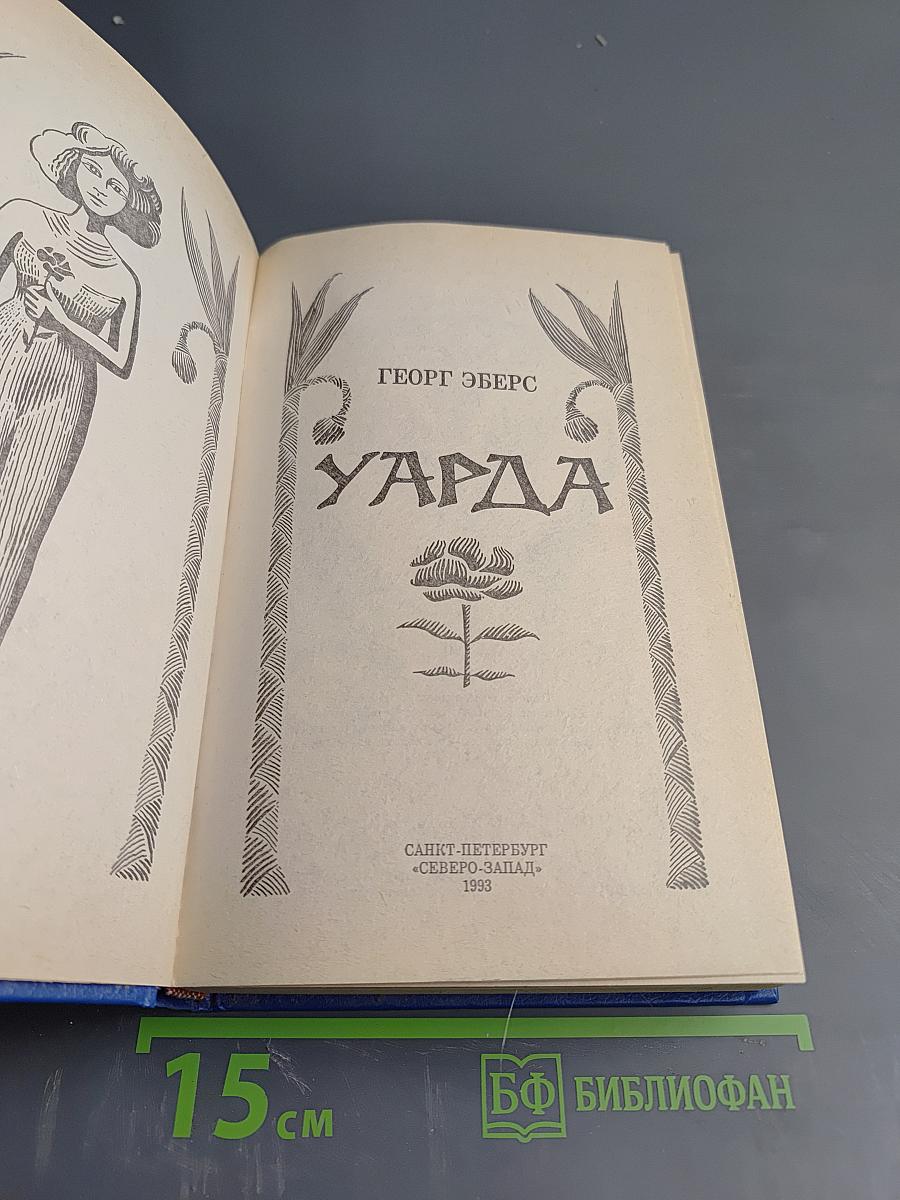 ГЕОРГ ЭБЕРС
УАРДА
САНКТ-ПЕТЕРБУРГ
«СЕВЕРО-ЗАПАД»
1993
15 см
БФ БИБЛИОФАН